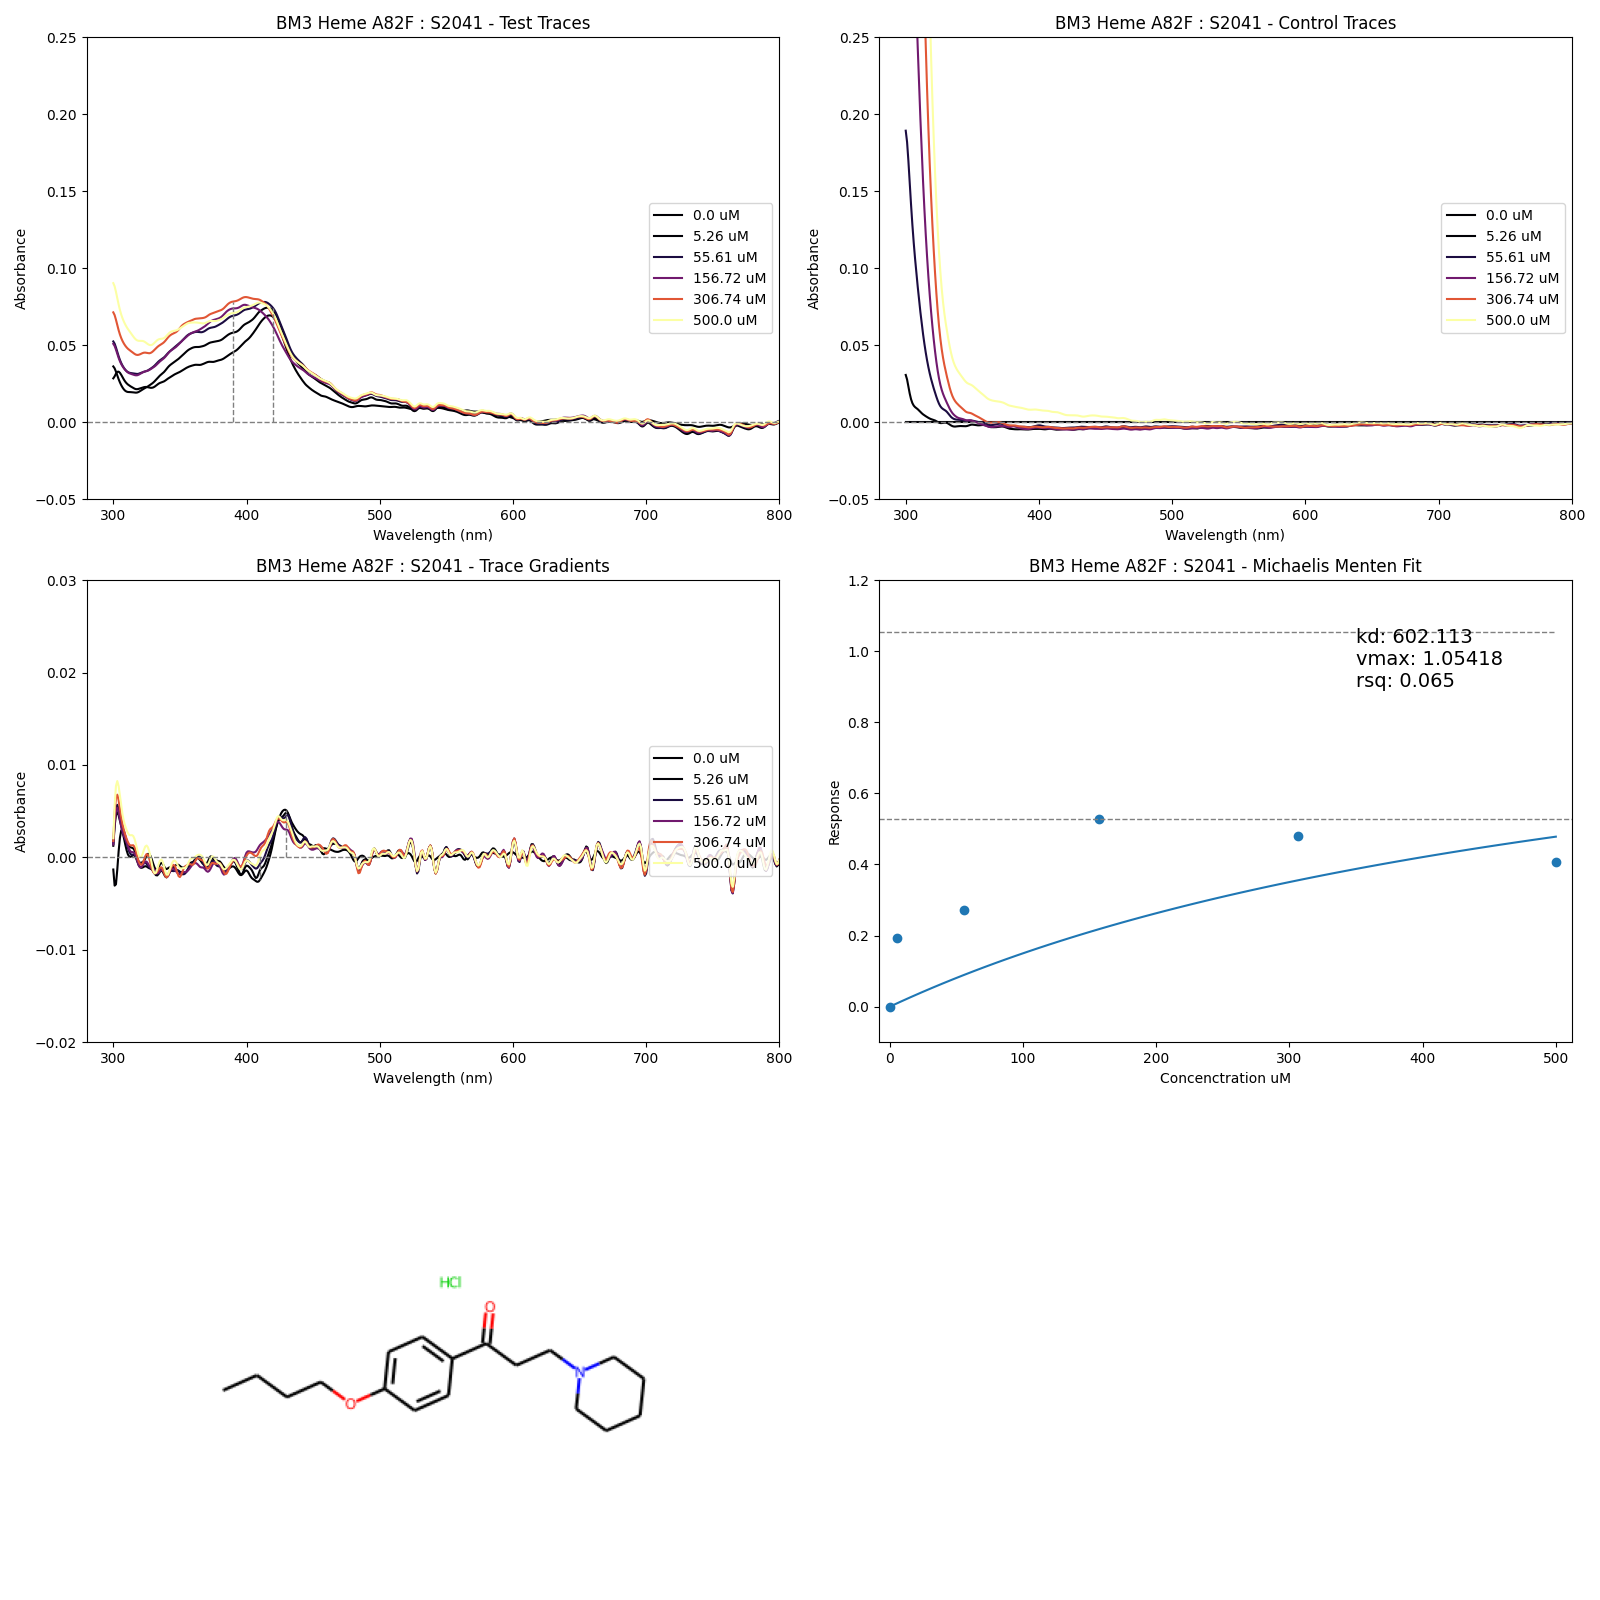 BM3 Heme A82F : S2041 - Test Traces
Absorbance
0.25
0.20
0.15
0.10
0.05
0.00
−0.05
300 400 500 600 700 800
Wavelength (nm)
0.0 uM
5.26 uM
55.61 uM
156.72 uM
306.74 uM
500.0 uM
BM3 Heme A82F : S2041 - Control Traces
Absorbance
0.25
0.20
0.15
0.10
0.05
0.00
−0.05
300 400 500 600 700 800
Wavelength (nm)
0.0 uM
5.26 uM
55.61 uM
156.72 uM
306.74 uM
500.0 uM
BM3 Heme A82F : S2041 - Trace Gradients
Absorbance
0.03
0.02
0.01
0.00
−0.01
−0.02
300 400 500 600 700 800
Wavelength (nm)
0.0 uM
5.26 uM
55.61 uM
156.72 uM
306.74 uM
500.0 uM
BM3 Heme A82F : S2041 - Michaelis Menten Fit
Response
1.2
1.0
0.8
0.6
0.4
0.2
0.0
0 100 200 300 400 500
Concenctration uM
kd: 602.113
vmax: 1.05418
rsq: 0.065
HCl
O
N
O